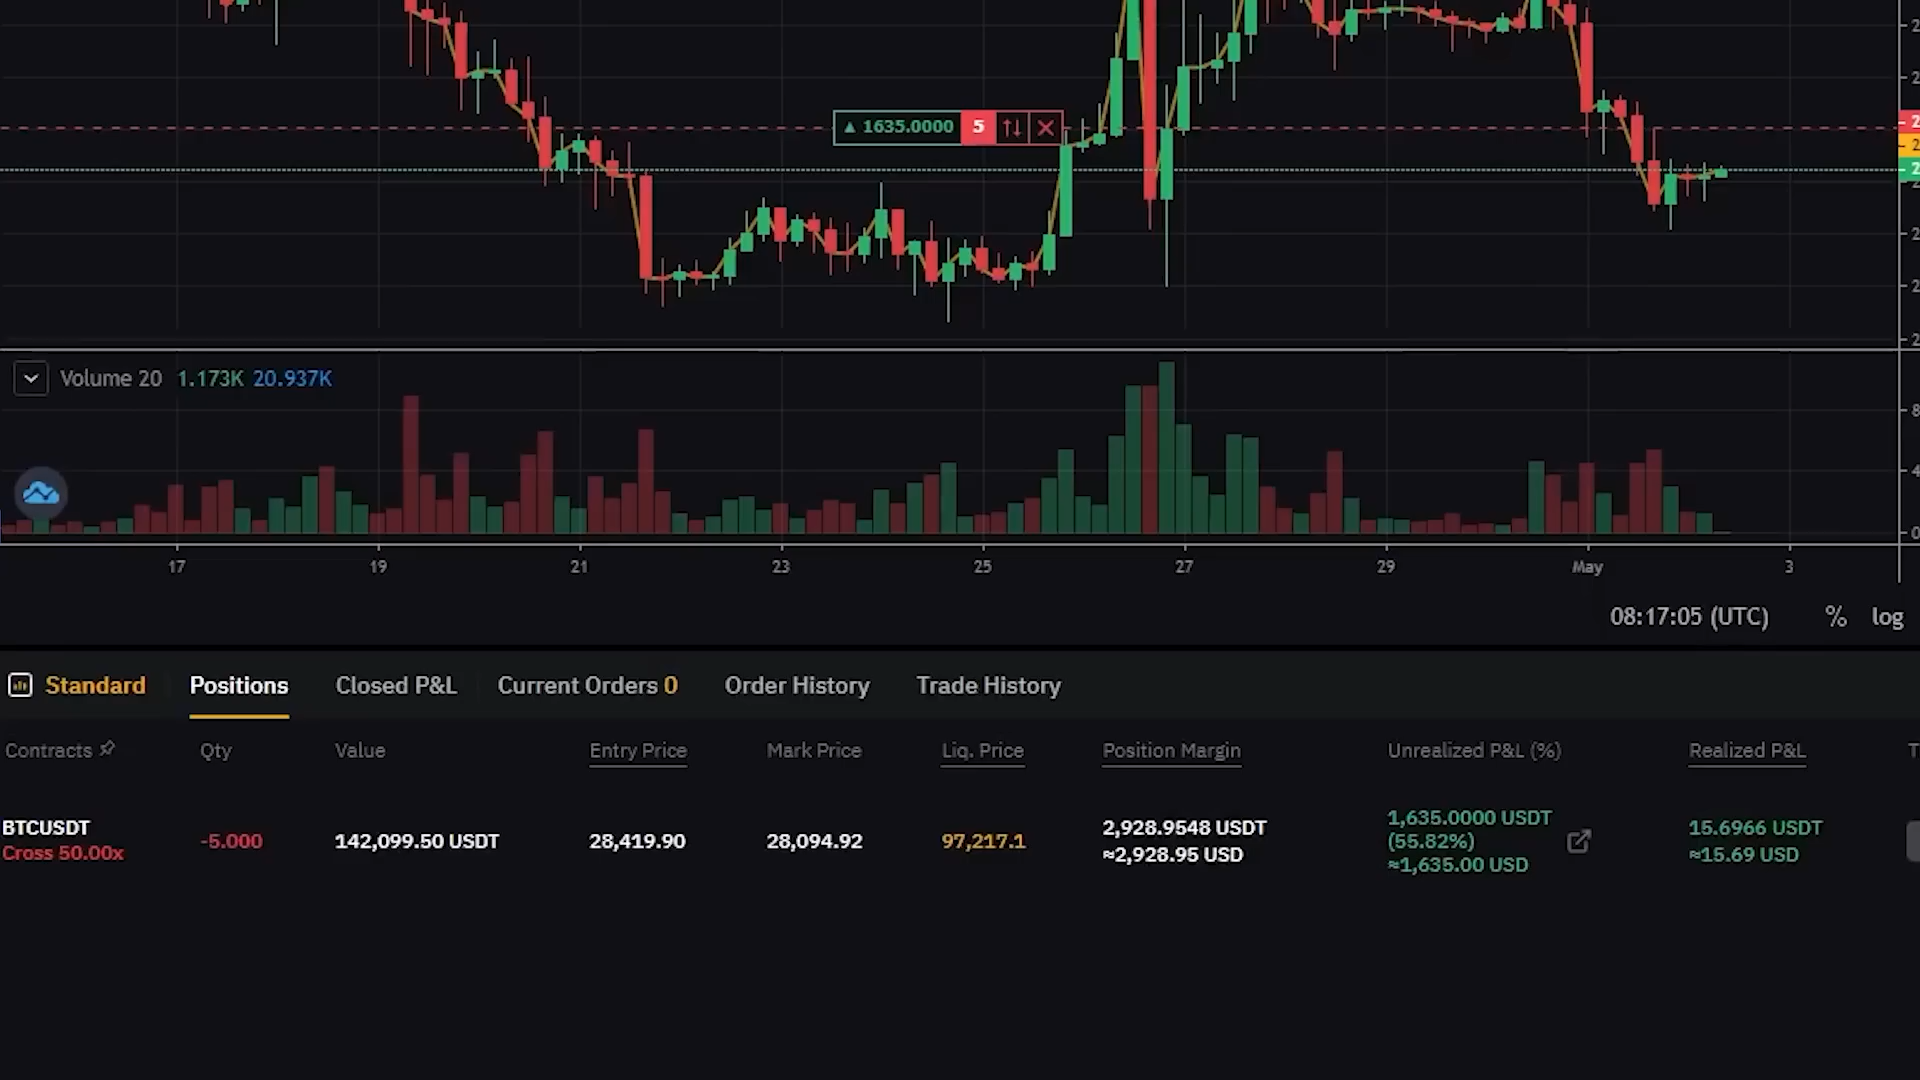 ▲ 1635.0000 5
Volume 20 1.173K 20.937K
8
4
0
17 19 21 23 25 27 29 May 3
08:17:05 (UTC) % log
Standard Positions Closed P&L Current Orders 0 Order History Trade History
Contracts Qty Value Entry Price Mark Price Liq. Price Position Margin Unrealized P&L (%) Realized P&L
BTCUSDT
Cross 50.00x
-5.000
142,099.50 USDT
28,419.90
28,094.92
97,217.1
2,928.9548 USDT
≈2,928.95 USD
1,635.0000 USDT
(55.82%)
≈1,635.00 USD
15.6966 USDT
≈15.69 USD